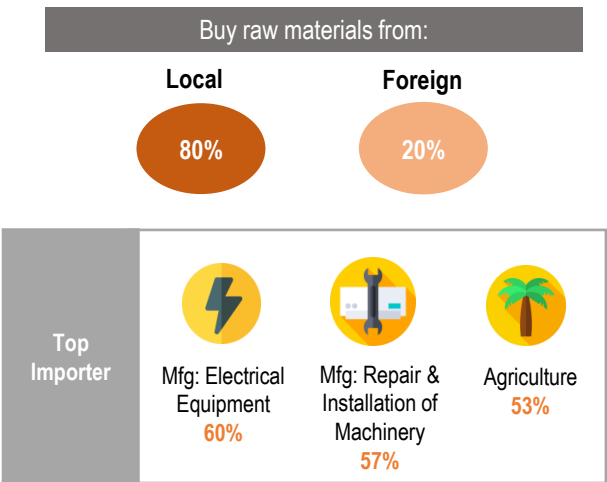 Buy raw materials from:
Local
Foreign
80%
20%
Top
Importer
Mfg: Electrical
Equipment
60%
Mfg: Repair &
Installation of
Machinery
57%
Agriculture
53%